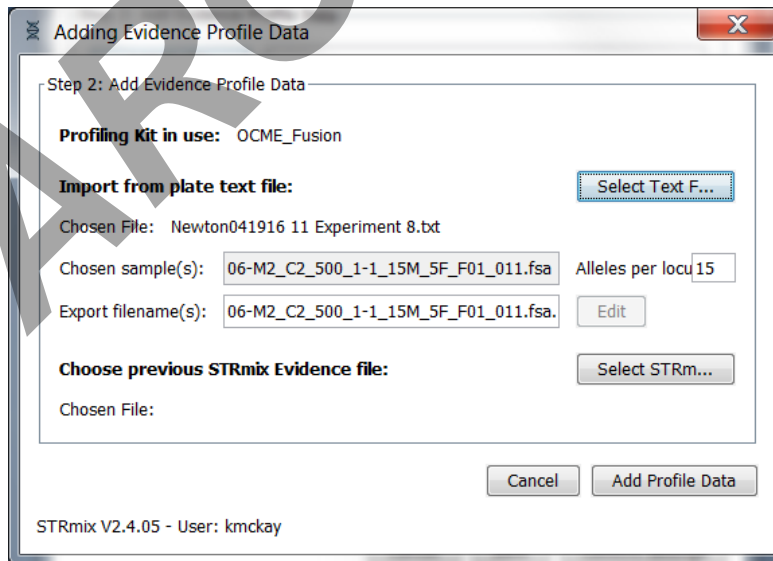 Adding Evidence Profile Data
X
Step 2: Add Evidence Profile Data
Profiling Kit in use: OCME_Fusion
Import from plate text file: Select Text F...
Chosen File: Newton041916 11 Experiment 8.txt
Chosen sample(s): 06-M2_C2_500_1-1_15M_5F_F01_011.fsa Alleles per locu 15
Export filename(s): 06-M2_C2_500_1-1_15M_5F_F01_011.fsa. Edit
Choose previous STRmix Evidence file: Select STRm...
Chosen File:
Cancel Add Profile Data
STRmix V2.4.05 - User: kmckay